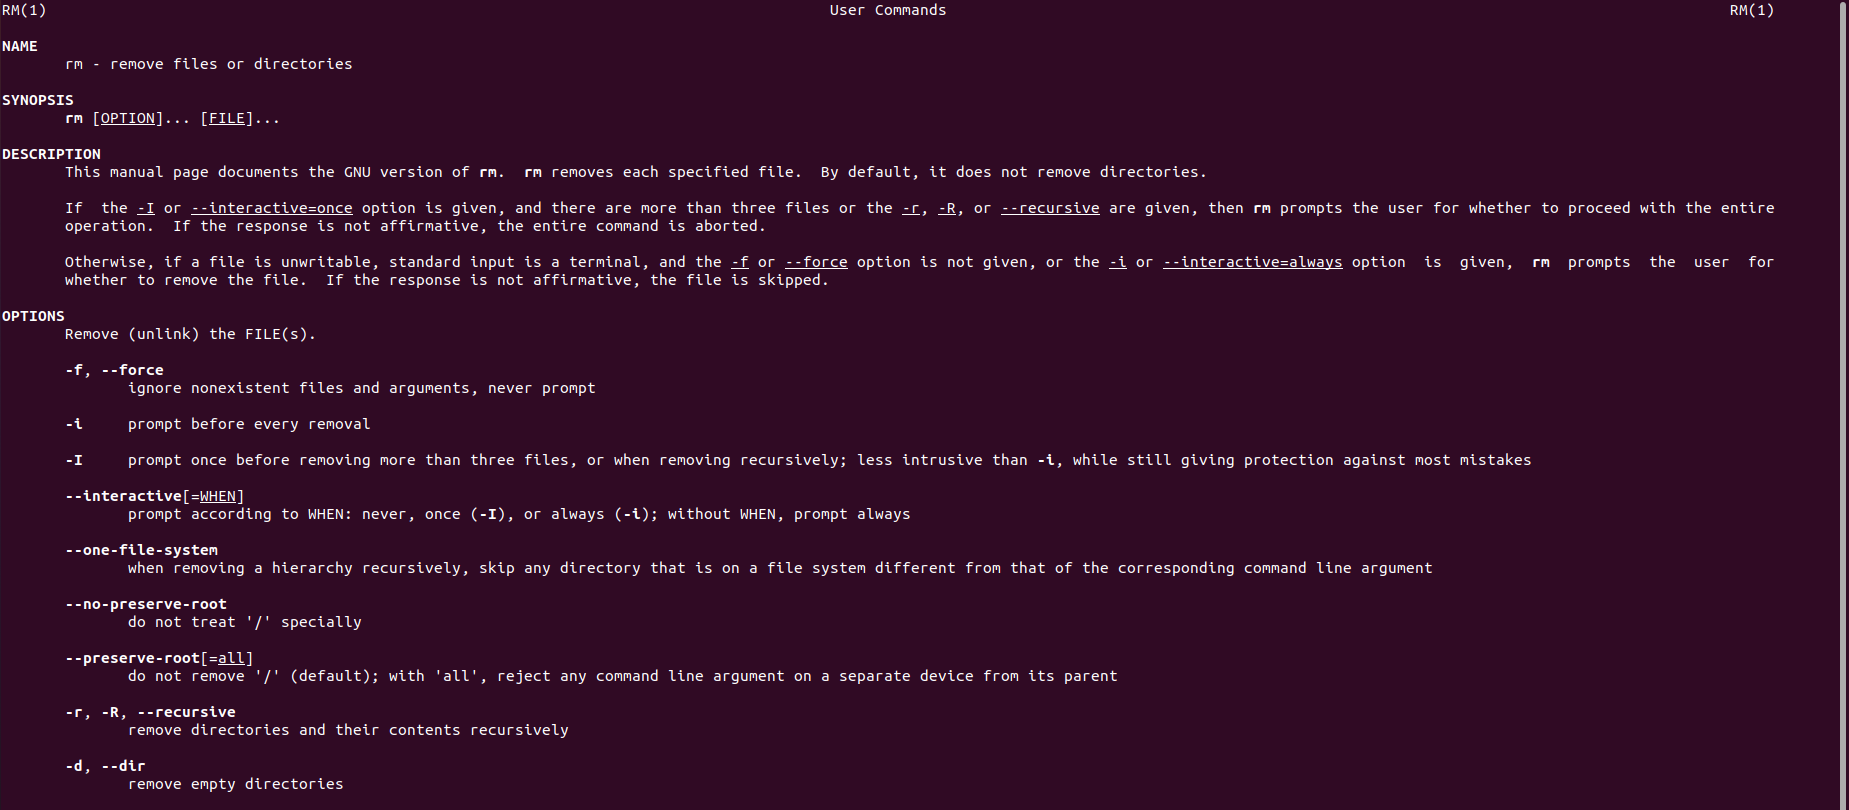 RM(1) User Commands RM(1)
NAME
rm - remove files or directories
SYNOPSIS
rm [OPTION]... [FILE]...
DESCRIPTION
This manual page documents the GNU version of rm.  rm removes each specified file.  By default, it does not remove directories.
If  the -I or --interactive=once option is given, and there are more than three files or the -r, -R, or --recursive are given, then rm prompts the user for whether to proceed with the entire
operation.  If the response is not affirmative, the entire command is aborted.
Otherwise, if a file is unwritable, standard input is a terminal, and the -f or --force option is not given, or the -i or --interactive=always option  is  given,  rm  prompts  the  user  for
whether to remove the file.  If the response is not affirmative, the file is skipped.
OPTIONS
Remove (unlink) the FILE(s).
-f, --force
ignore nonexistent files and arguments, never prompt
-i     prompt before every removal
-I     prompt once before removing more than three files, or when removing recursively; less intrusive than -i, while still giving protection against most mistakes
--interactive[=WHEN]
prompt according to WHEN: never, once (-I), or always (-i); without WHEN, prompt always
--one-file-system
when removing a hierarchy recursively, skip any directory that is on a file system different from that of the corresponding command line argument
--no-preserve-root
do not treat '/' specially
--preserve-root[=all]
do not remove '/' (default); with 'all', reject any command line argument on a separate device from its parent
-r, -R, --recursive
remove directories and their contents recursively
-d, --dir
remove empty directories